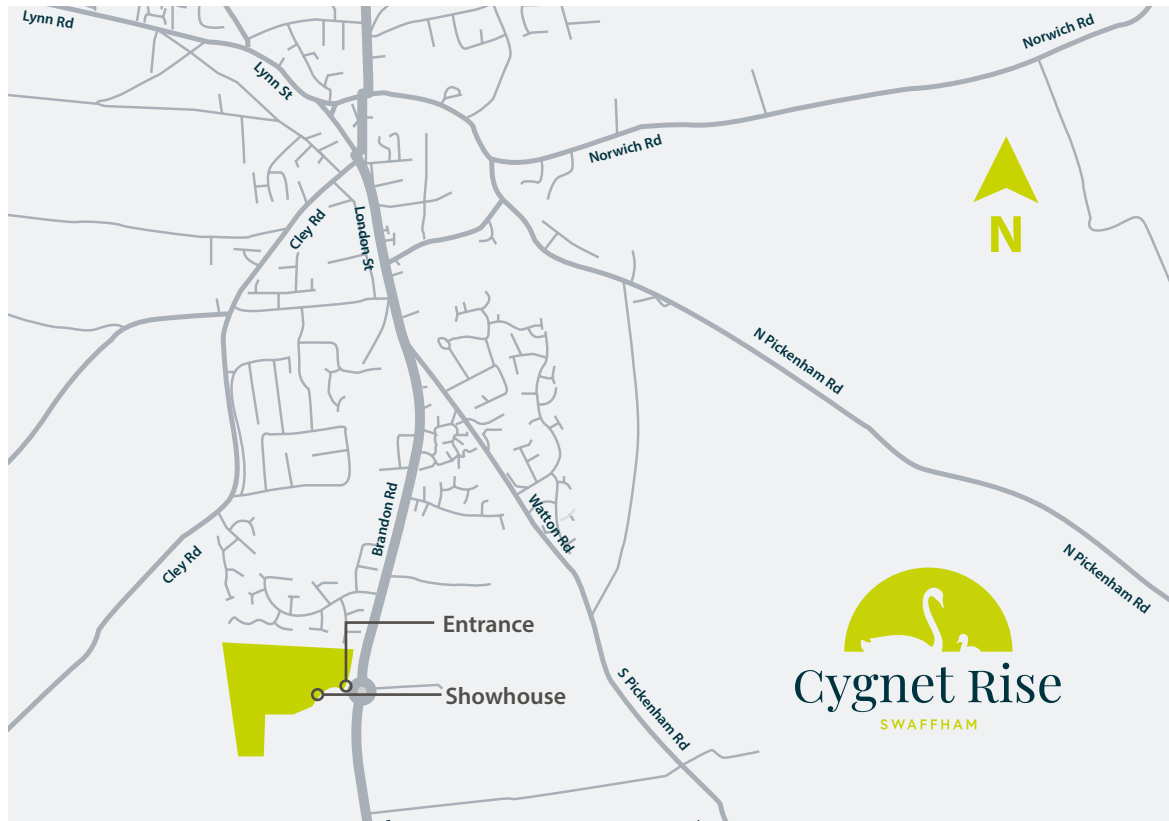 Lynn Rd
Norwich Rd
Lynn St
Norwich Rd
Cley Rd
London St
N
N Pickenham Rd
Brandon Rd
Watton Rd
Cley Rd
N Pickenham Rd
Entrance
Showhouse
S Pickenham Rd
Cygnet Rise
SWAFFHAM